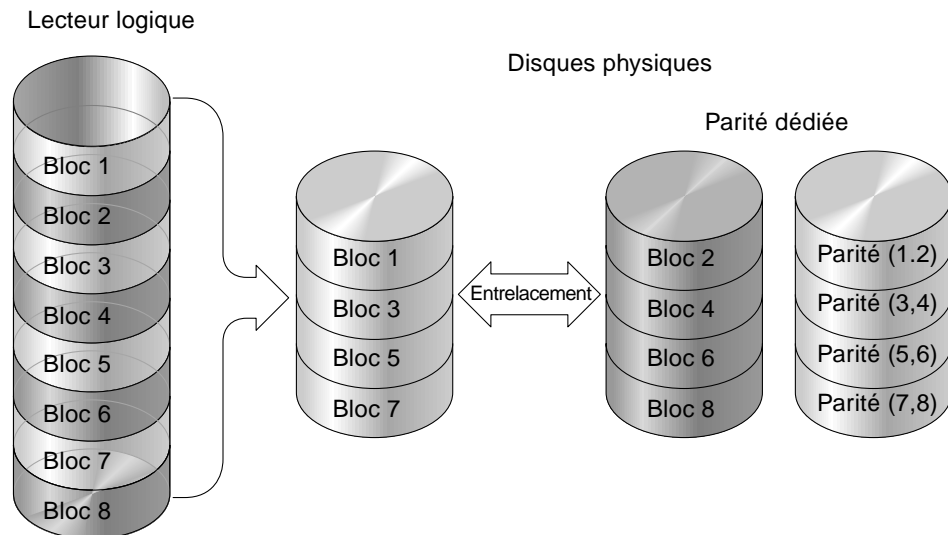 Lecteur logique
Disques physiques
Parité dédiée
Bloc 1
Bloc 2
Bloc 3
Bloc 4
Bloc 5
Bloc 6
Bloc 7
Bloc 8
Bloc 1
Bloc 3
Bloc 5
Bloc 7
Entrelacement
Bloc 2
Bloc 4
Bloc 6
Bloc 8
Parité (1.2)
Parité (3,4)
Parité (5,6)
Parité (7,8)